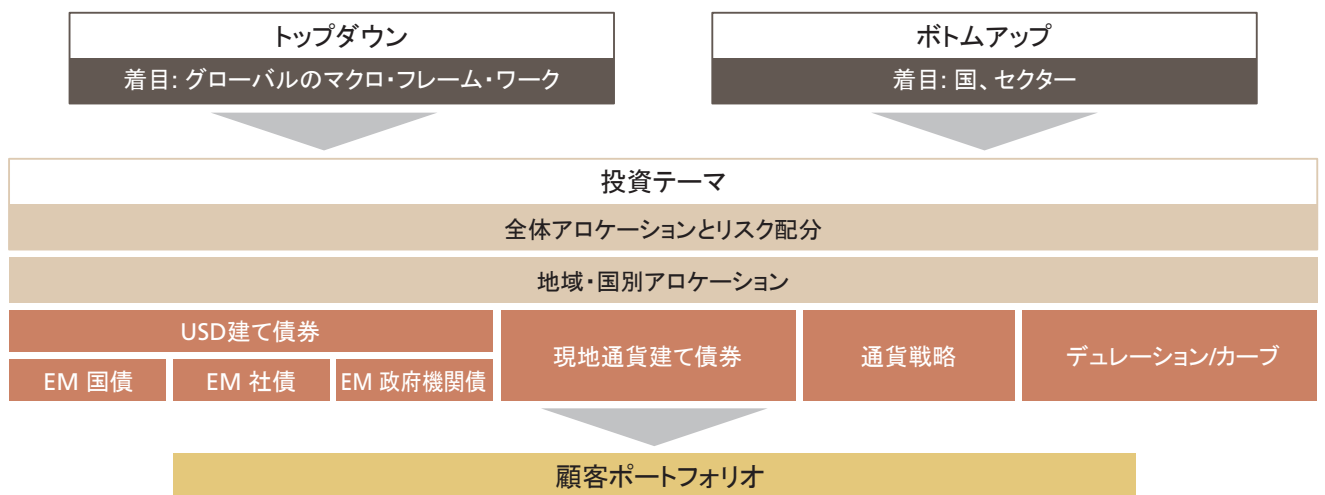 トップダウン
着目: グローバルのマクロ・フレーム・ワーク
ボトムアップ
着目: 国、セクター
投資テーマ
全体アロケーションとリスク配分
地域・国別アロケーション
USD建て債券
EM 国債
EM 社債
EM 政府機関債
現地通貨建て債券
通貨戦略
デュレーション/カーブ
顧客ポートフォリオ